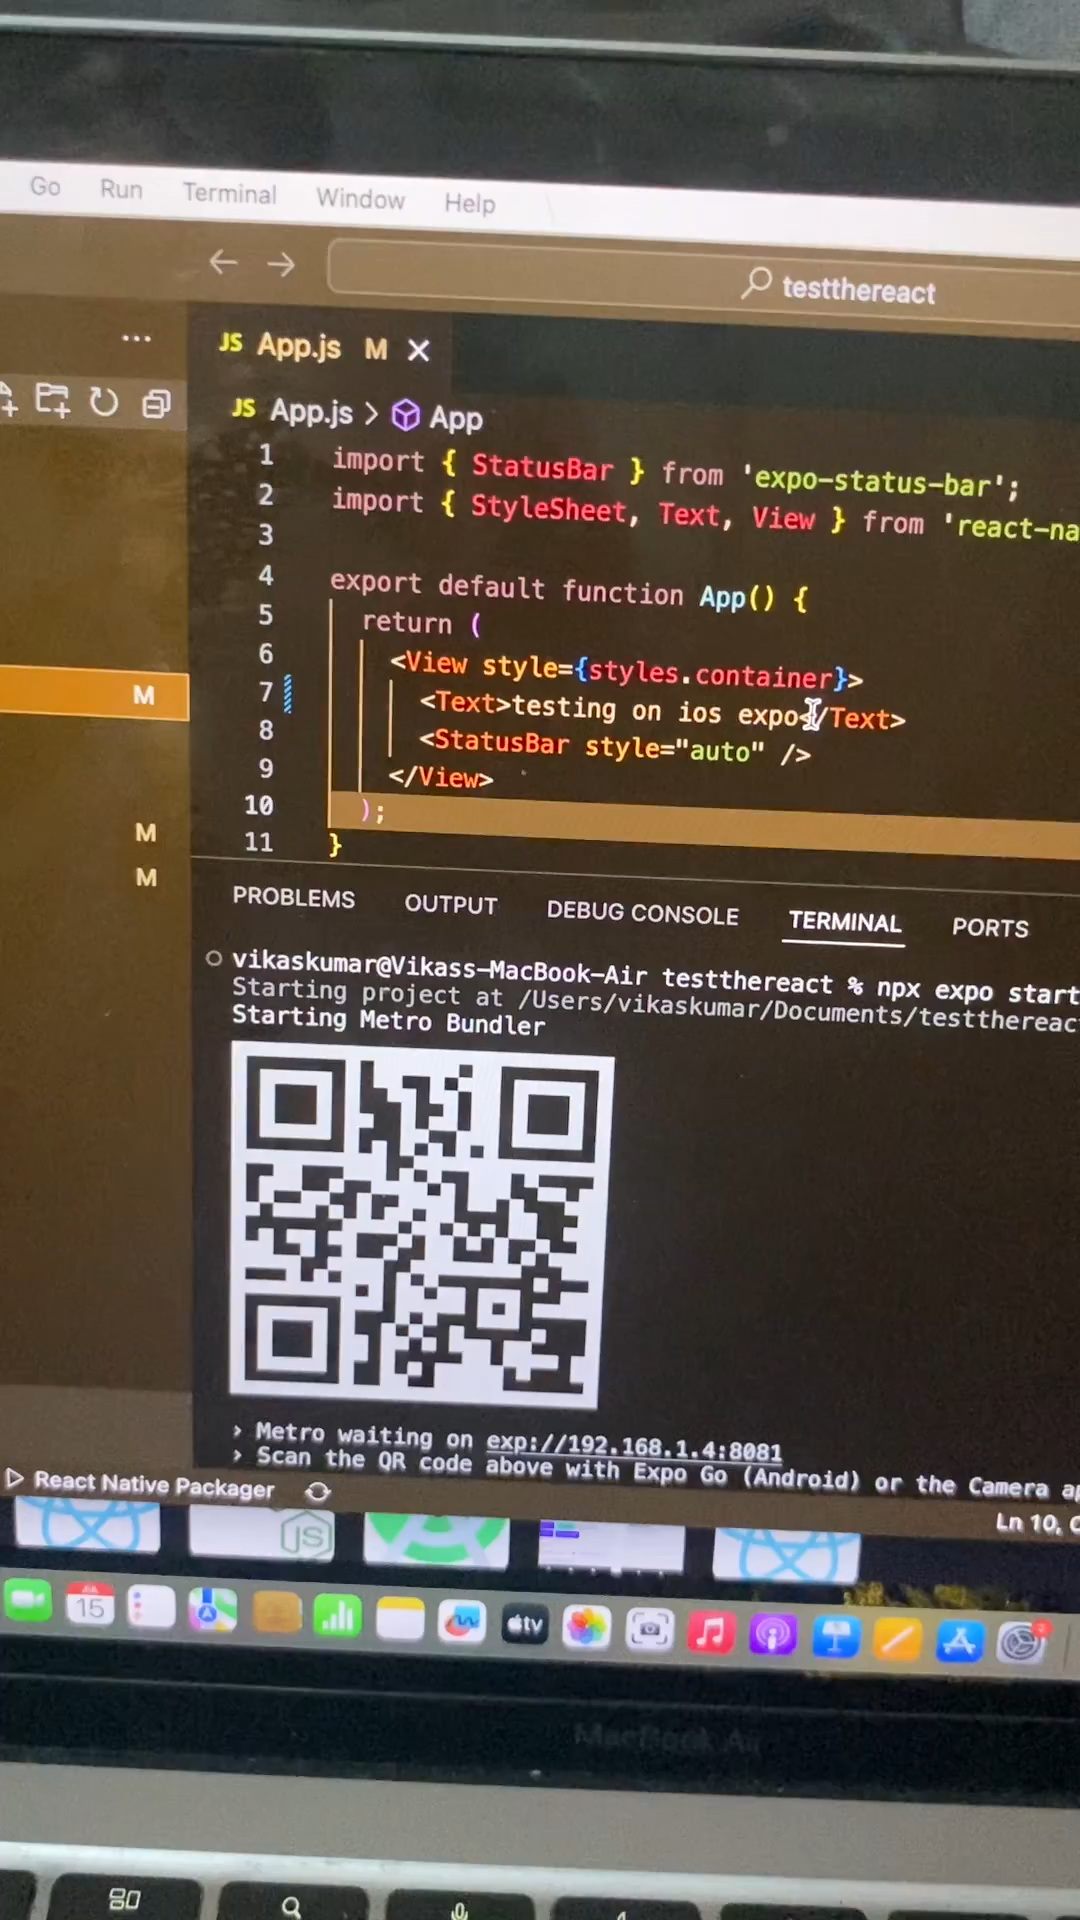 Go Run Terminal Window Help
testthereact
JS App.js M
JS App.js > App
1 import { StatusBar } from 'expo-status-bar';
2 import { StyleSheet, Text, View } from 'react-na
3
4 export default function App() {
5 return (
6 <View style={styles.container}>
7 <Text>testing on ios expo</Text>
8 <StatusBar style="auto" />
9 </View>
10 );
11 }
M
M
M
PROBLEMS OUTPUT DEBUG CONSOLE TERMINAL PORTS
vikaskumar@Vikass-MacBook-Air testthereact % npx expo start
Starting project at /Users/vikaskumar/Documents/testthereac
Starting Metro Bundler
› Metro waiting on exp://192.168.1.4:8081
› Scan the QR code above with Expo Go (Android) or the Camera a
React Native Packager
Ln 10,
JS
15
tv
MacBook Air